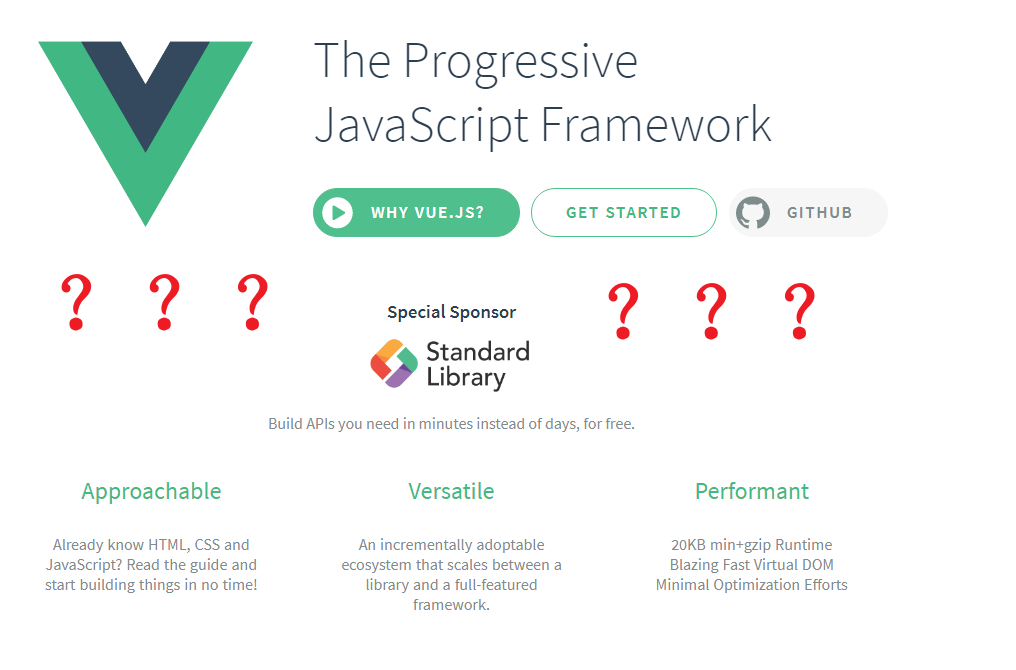 The Progressive
JavaScript Framework
WHY VUE.JS?
GET STARTED
GITHUB
? ? ?
? ? ?
Special Sponsor
Standard
Library
Build APIs you need in minutes instead of days, for free.
Approachable
Already know HTML, CSS and
JavaScript? Read the guide and
start building things in no time!
Versatile
An incrementally adoptable
ecosystem that scales between a
library and a full-featured
framework.
Performant
20KB min+gzip Runtime
Blazing Fast Virtual DOM
Minimal Optimization Efforts